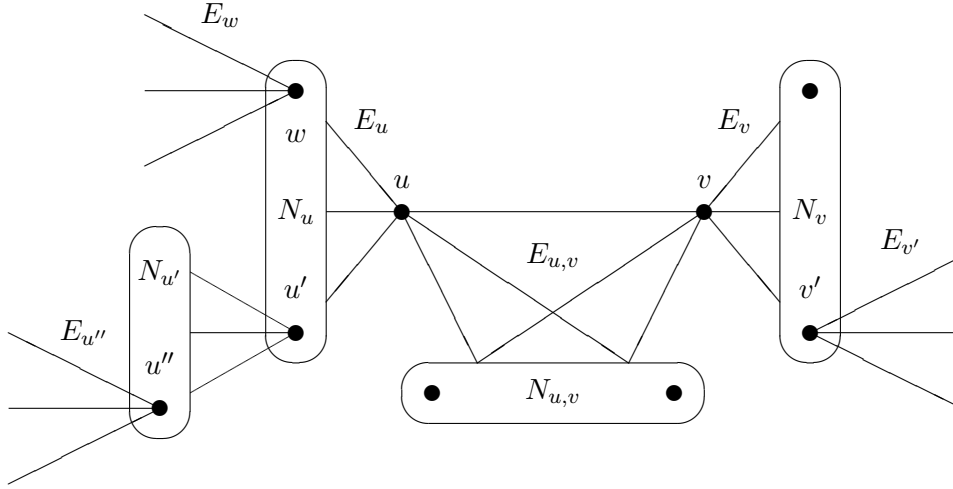 E_w
w
E_u
E_v
u
v
N_u
N_v
E_{u,v}
E_{v'}
N_{u'}
u'
v'
E_{u''}
u''
N_{u,v}